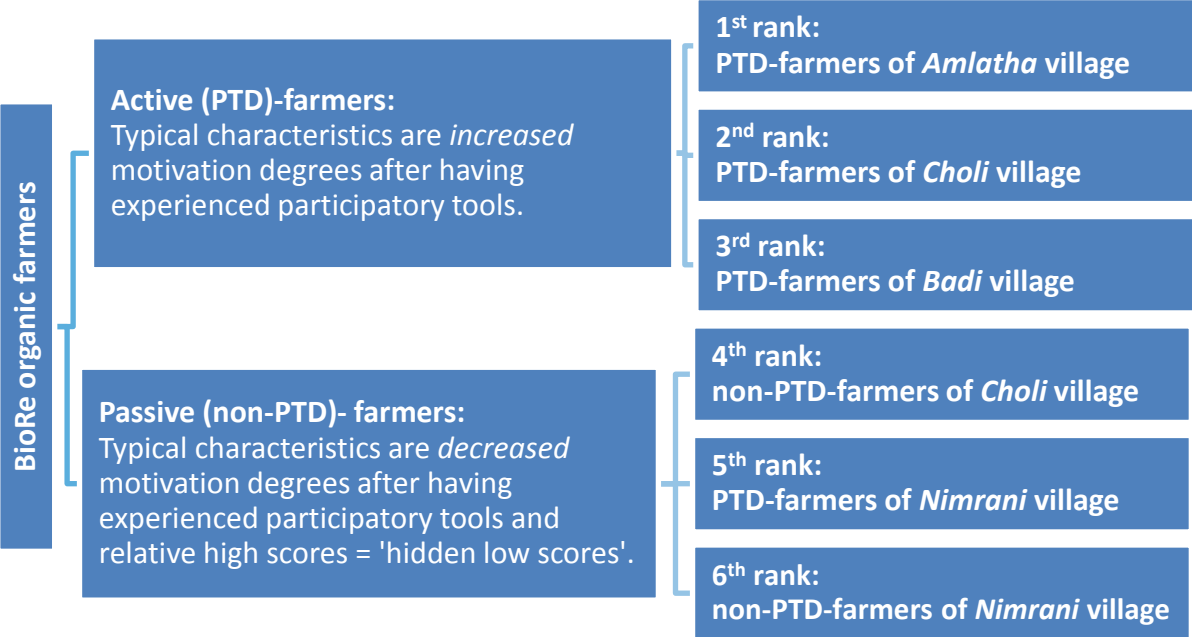 BioRe organic farmers
Active (PTD)-farmers:
Typical characteristics are increased
motivation degrees after having
experienced participatory tools.
1st rank:
PTD-farmers of Amlatha village
2nd rank:
PTD-farmers of Choli village
3rd rank:
PTD-farmers of Badi village
Passive (non-PTD)- farmers:
Typical characteristics are decreased
motivation degrees after having
experienced participatory tools and
relative high scores = 'hidden low scores'.
4th rank:
non-PTD-farmers of Choli village
5th rank:
PTD-farmers of Nimrani village
6th rank:
non-PTD-farmers of Nimrani village